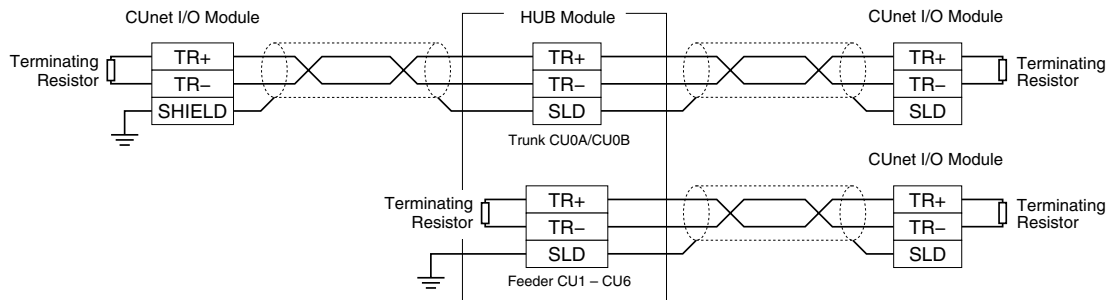 CUnet I/O Module
HUB Module
CUnet I/O Module
Terminating
Resistor
TR+
TR−
SHIELD
TR+
TR−
SLD
Trunk CU0A/CU0B
TR+
TR−
SLD
Terminating
Resistor
CUnet I/O Module
Terminating
Resistor
TR+
TR−
SLD
Feeder CU1 – CU6
TR+
TR−
SLD
Terminating
Resistor